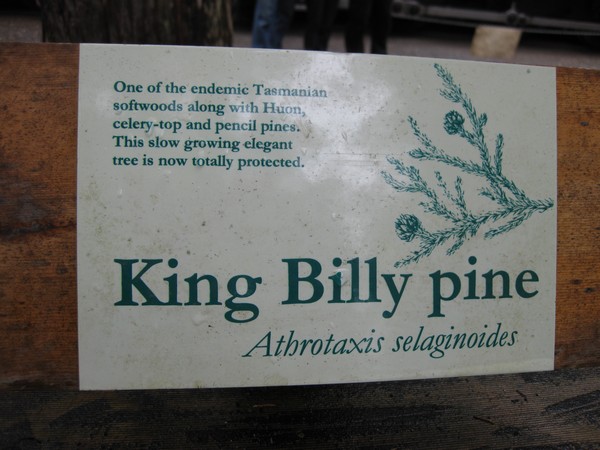 One of the endemic Tasmanian
softwoods along with Huon,
celery-top and pencil pines.
This slow growing elegant
tree is now totally protected.
King Billy pine
Athrotaxis selaginoides